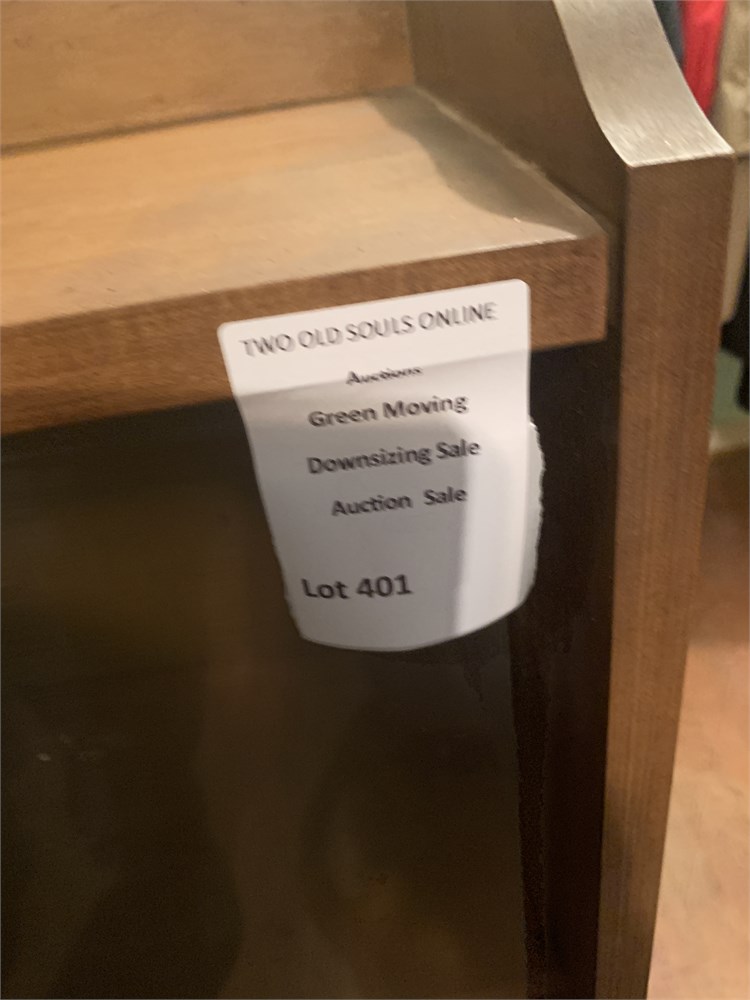 TWO OLD SOULS ONLINE
Auctions
Green Moving
Downsizing Sale
Auction Sale
Lot 401